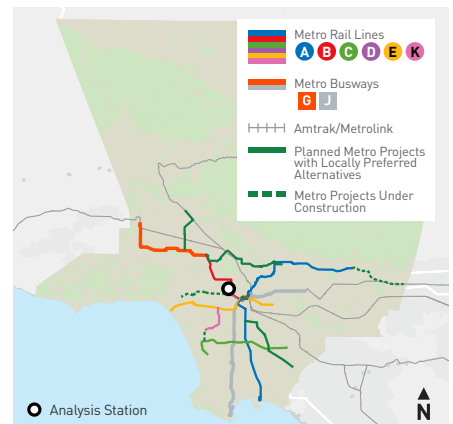 Metro Rail Lines
A B C D E K
Metro Busways
G J
Amtrak/Metrolink
Planned Metro Projects
with Locally Preferred
Alternatives
Metro Projects Under
Construction
Analysis Station
N